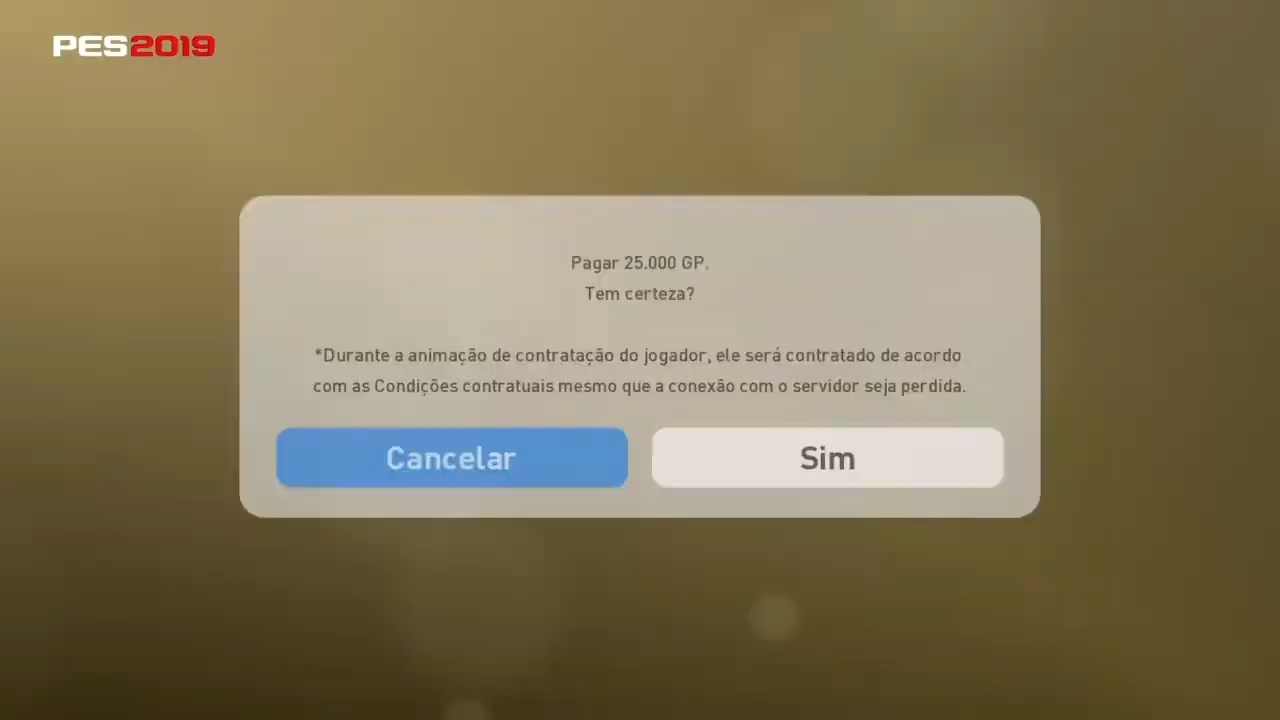 PES2019
Pagar 25.000 GP.
Tem certeza?
*Durante a animação de contratação do jogador, ele será contratado de acordo
com as Condições contratuais mesmo que a conexão com o servidor seja perdida.
Cancelar
Sim